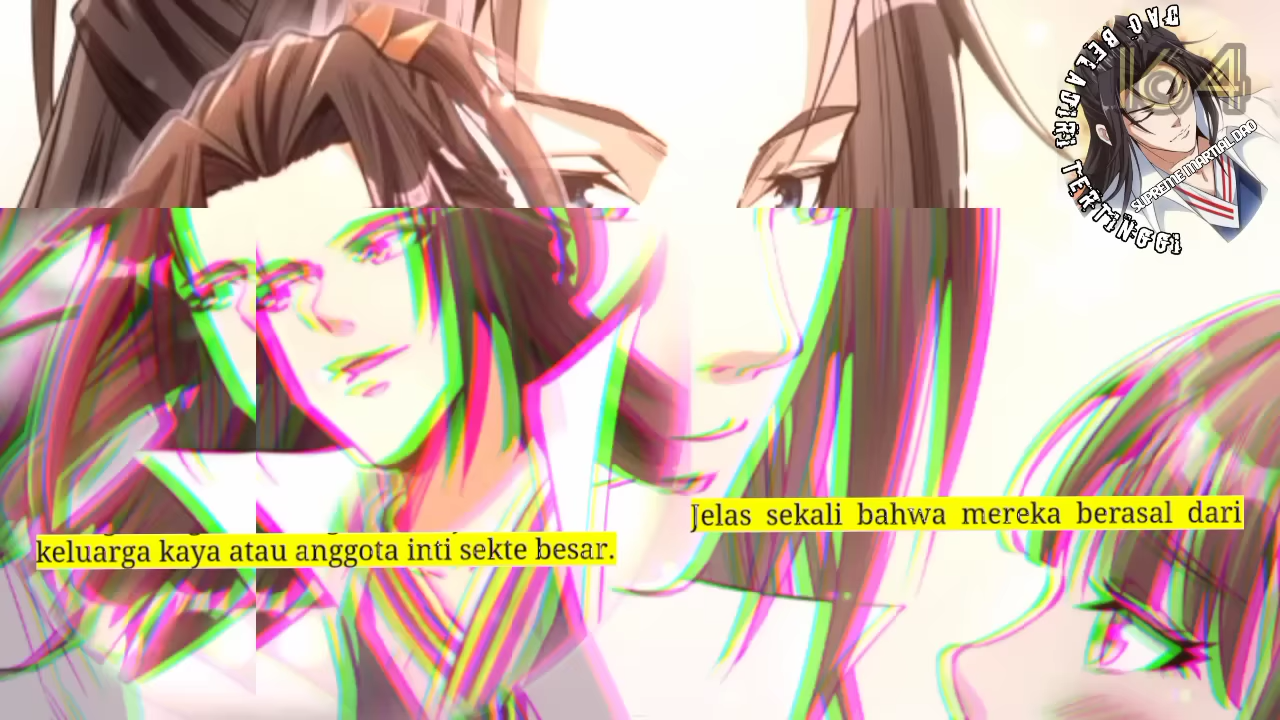 DAO BELADIRI TERTINGGI
164
SUPREME MARTIAL DAO
Jelas sekali bahwa mereka berasal dari
keluarga kaya atau anggota inti sekte besar.